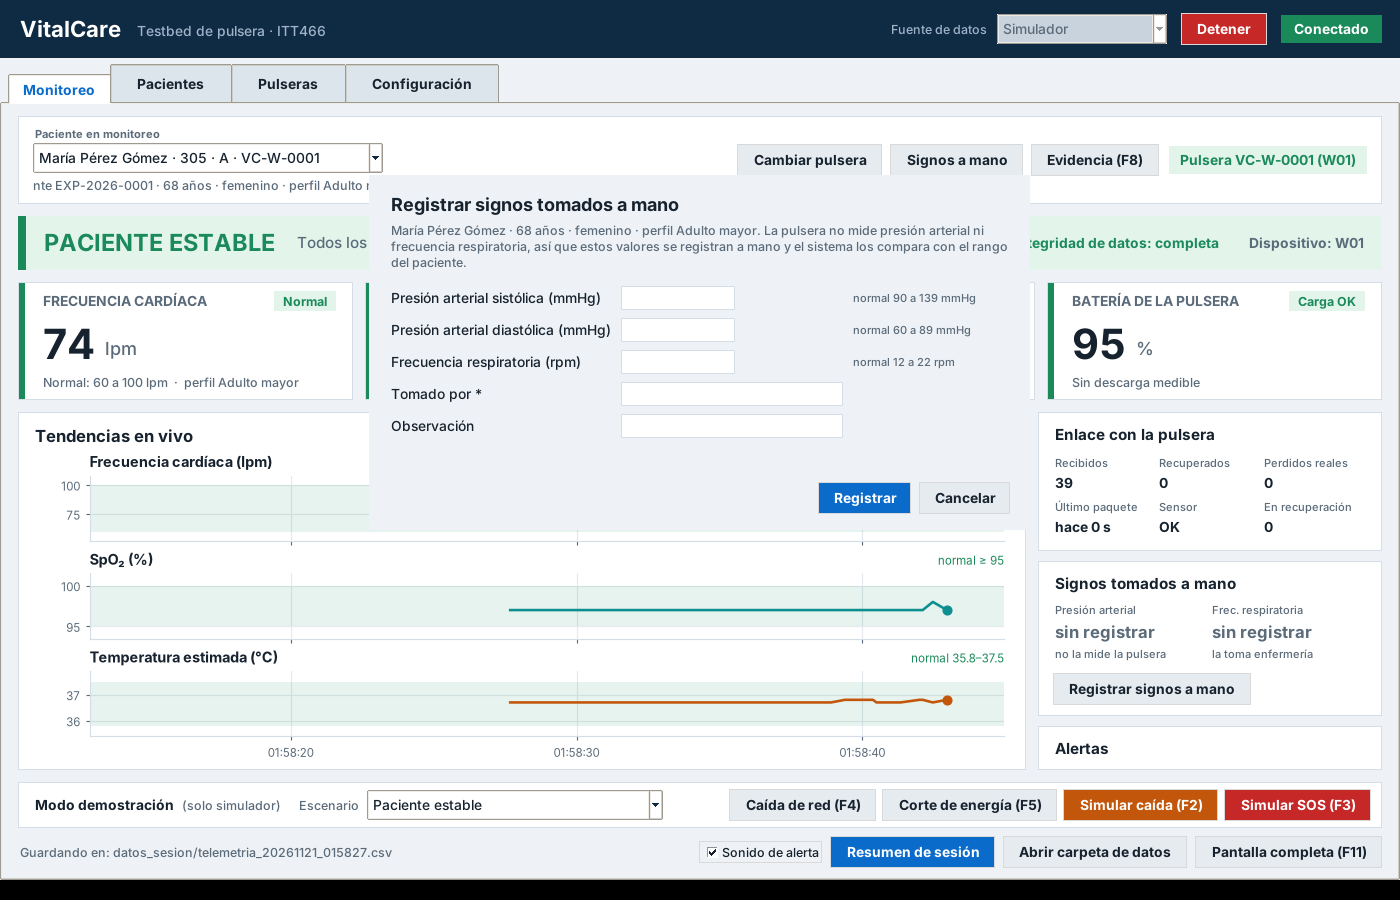 VitalCare Testbed de pulsera · ITT466 Fuente de datos Simulador Detener Conectado
Monitoreo Pacientes Pulseras Configuración
Paciente en monitoreo
María Pérez Gómez · 305 · A · VC-W-0001 Cambiar pulsera Signos a mano Evidencia (F8) Pulsera VC-W-0001 (W01)
nte EXP-2026-0001 · 68 años · femenino · perfil Adulto
PACIENTE ESTABLE Todos los tegridad de datos: completa Dispositivo: W01
Registrar signos tomados a mano
María Pérez Gómez · 68 años · femenino · perfil Adulto mayor. La pulsera no mide presión arterial ni
frecuencia respiratoria, así que estos valores se registran a mano y el sistema los compara con el rango
del paciente.
Presión arterial sistólica (mmHg) normal 90 a 139 mmHg
Presión arterial diastólica (mmHg) normal 60 a 89 mmHg
Frecuencia respiratoria (rpm) normal 12 a 22 rpm
Tomado por *
Observación
Registrar Cancelar
FRECUENCIA CARDÍACA Normal
74 lpm
Normal: 60 a 100 lpm · perfil Adulto mayor
BATERÍA DE LA PULSERA Carga OK
95 %
Sin descarga medible
Tendencias en vivo
Frecuencia cardíaca (lpm)
100
75
SpO₂ (%) normal ≥ 95
100
95
Temperatura estimada (°C) normal 35.8–37.5
37
36
01:58:20 01:58:30 01:58:40
Enlace con la pulsera
Recibidos Recuperados Perdidos reales
39 0 0
Último paquete Sensor En recuperación
hace 0 s OK 0
Signos tomados a mano
Presión arterial Frec. respiratoria
sin registrar sin registrar
no la mide la pulsera la toma enfermería
Registrar signos a mano
Alertas
Modo demostración (solo simulador) Escenario Paciente estable Caída de red (F4) Corte de energía (F5) Simular caída (F2) Simular SOS (F3)
Guardando en: datos_sesion/telemetria_20261121_015827.csv Sonido de alerta Resumen de sesión Abrir carpeta de datos Pantalla completa (F11)